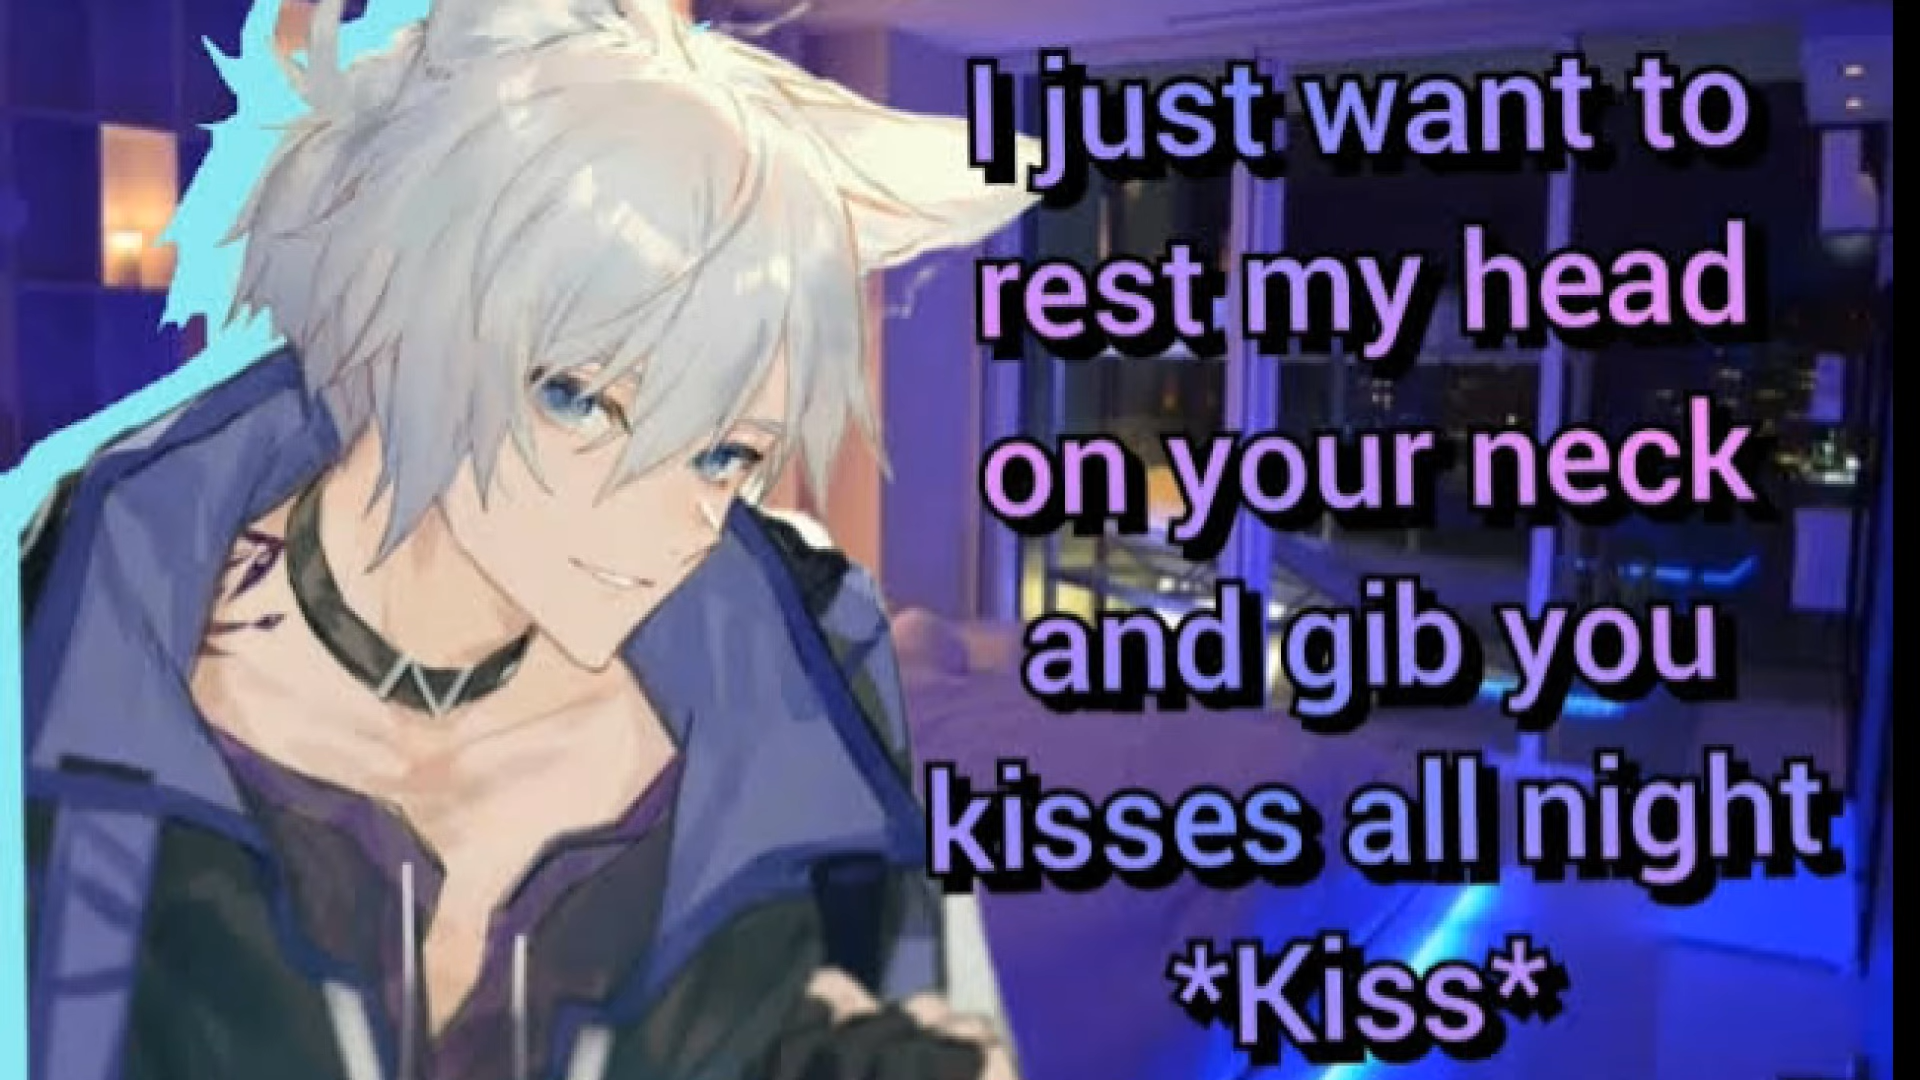 I just want to
rest my head
on your neck
and gib you
kisses all night
*Kiss*